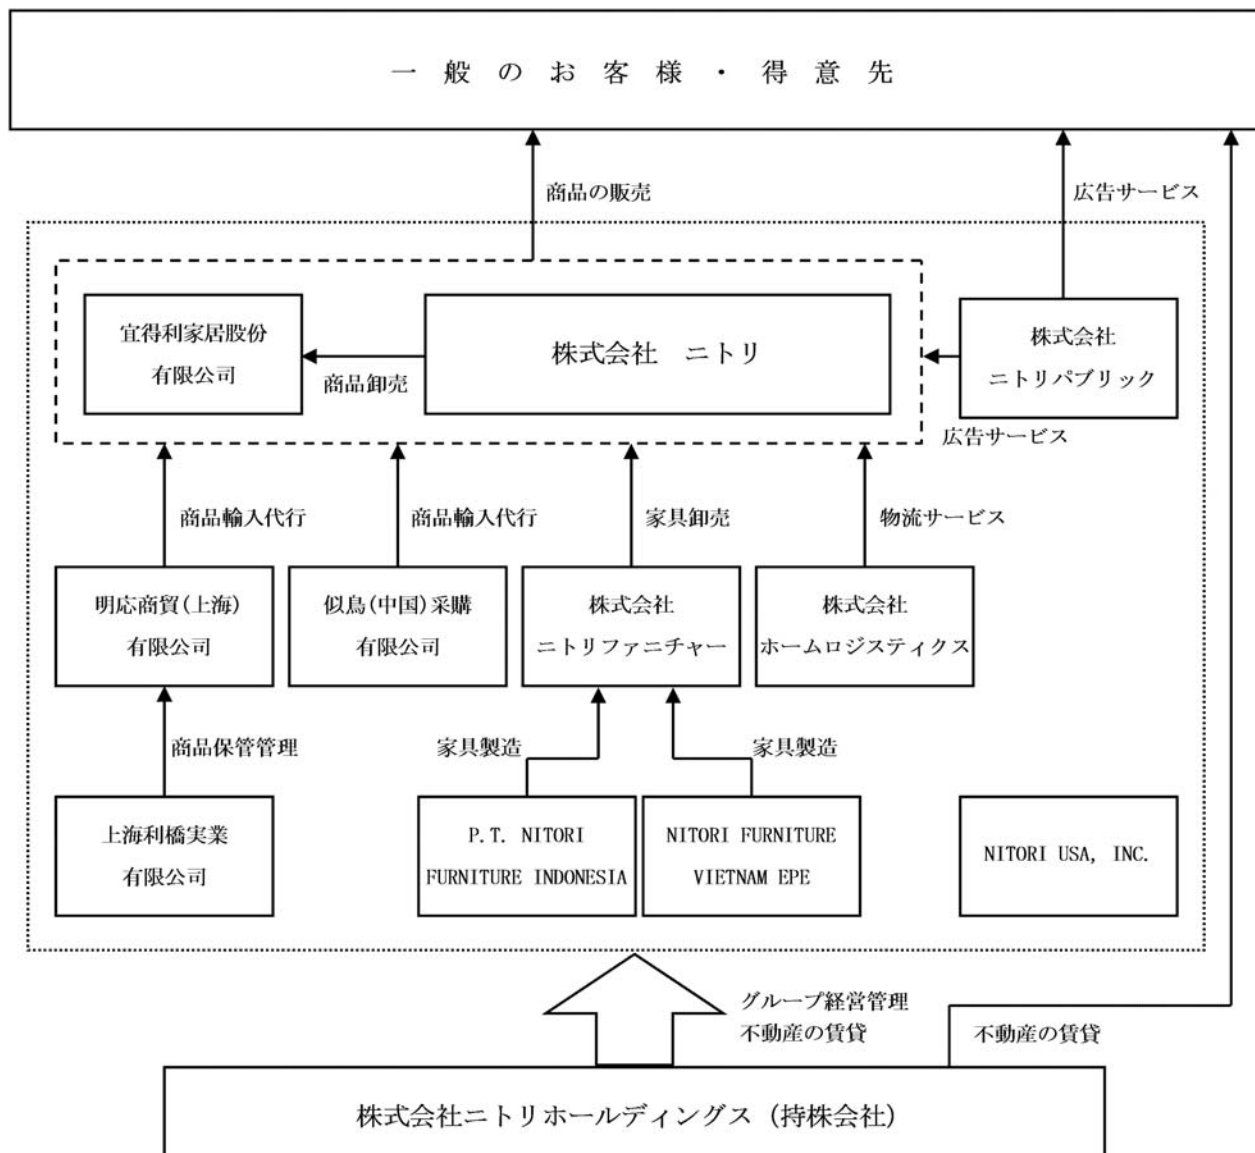 一般のお客様・得意先
商品の販売
広告サービス
宜得利家居股份
有限公司
商品卸売
株式会社 ニトリ
株式会社
ニトリパブリック
広告サービス
商品輸入代行
商品輸入代行
家具卸売
物流サービス
明応商貿(上海)
有限公司
似鳥(中国)采購
有限公司
株式会社
ニトリファニチャー
株式会社
ホームロジスティクス
商品保管管理
家具製造
家具製造
上海利橋実業
有限公司
P.T. NITORI
FURNITURE INDONESIA
NITORI FURNITURE
VIETNAM EPE
NITORI USA, INC.
グループ経営管理
不動産の賃貸
不動産の賃貸
株式会社ニトリホールディングス(持株会社)